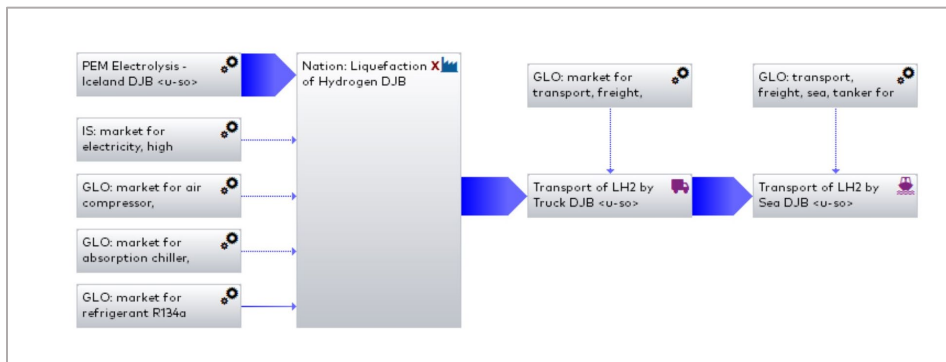 PEM Electrolysis -
Iceland DJB <u-so>
Nation: Liquefaction X
of Hydrogen DJB
GLO: market for
transport, freight,
GLO: transport,
freight, sea, tanker for
IS: market for
electricity, high
GLO: market for air
compressor,
Transport of LH2 by
Truck DJB <u-so>
Transport of LH2 by
Sea DJB <u-so>
GLO: market for
absorption chiller,
GLO: market for
refrigerant R134a